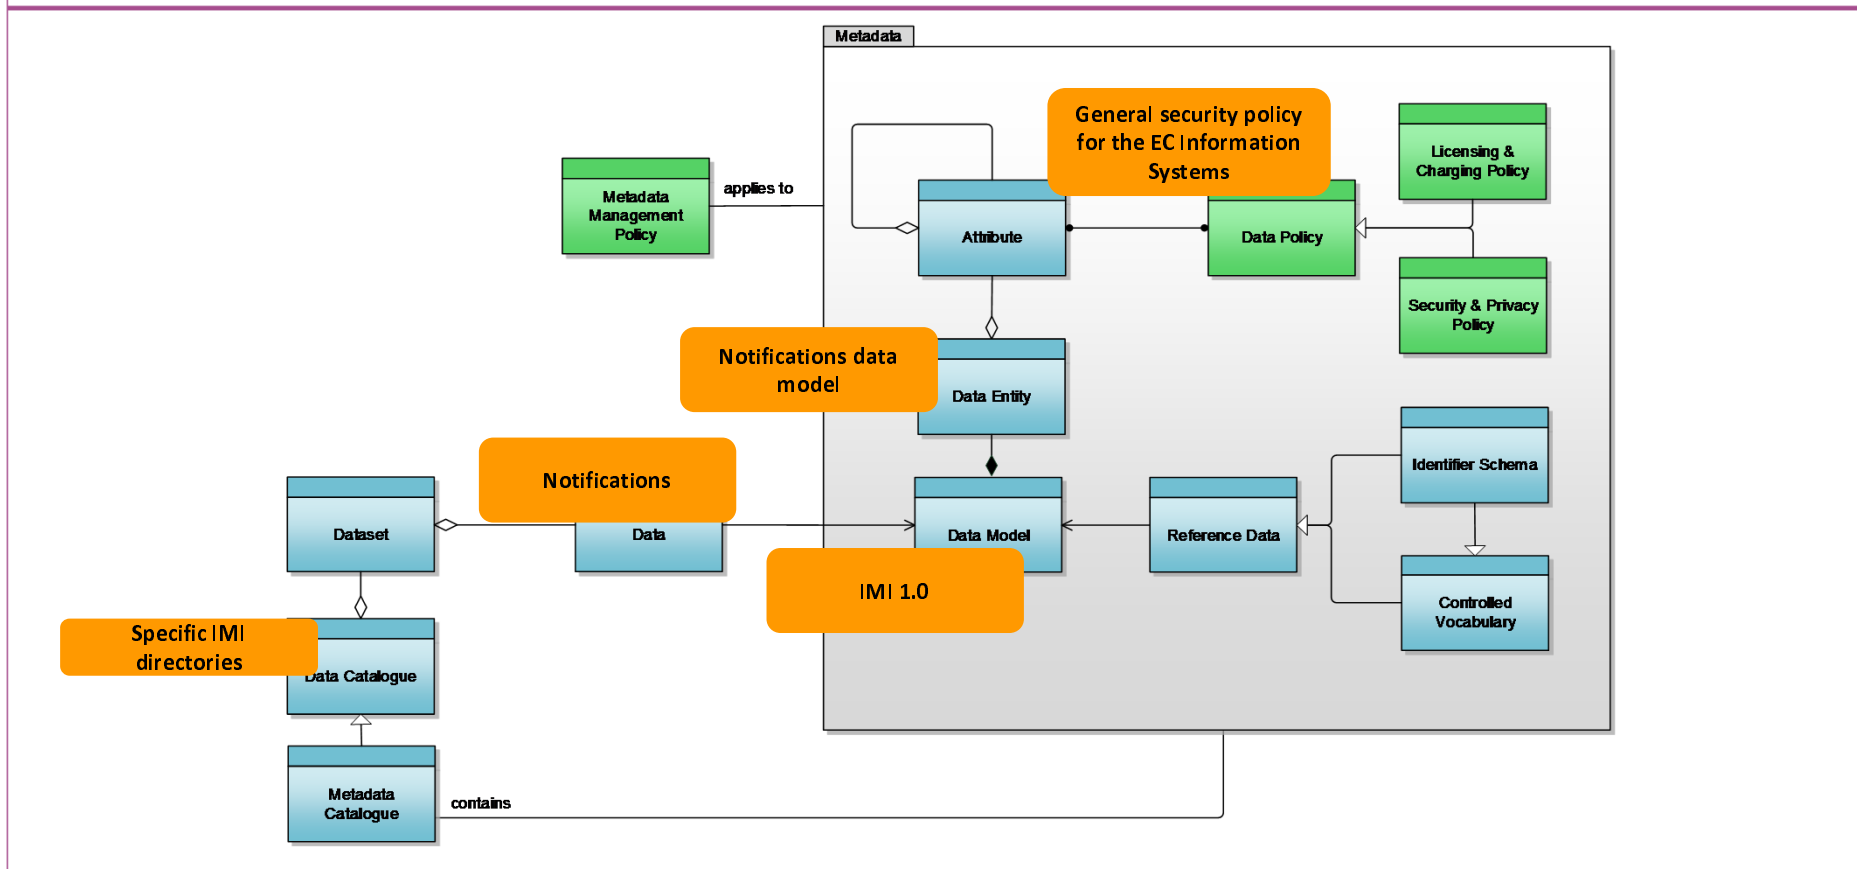 Metadata
General security policy
for the EC Information
Systems
Licensing &
Charging Policy
Metadata
Management
Policy
applies to
Attribute
Data Policy
Security & Privacy
Policy
Notifications data
model
Data Entity
Notifications
Identifier Schema
Dataset
Data
Data Model
Reference Data
IMI 1.0
Controlled
Vocabulary
Specific IMI
directories
Data Catalogue
Metadata
Catalogue
contains